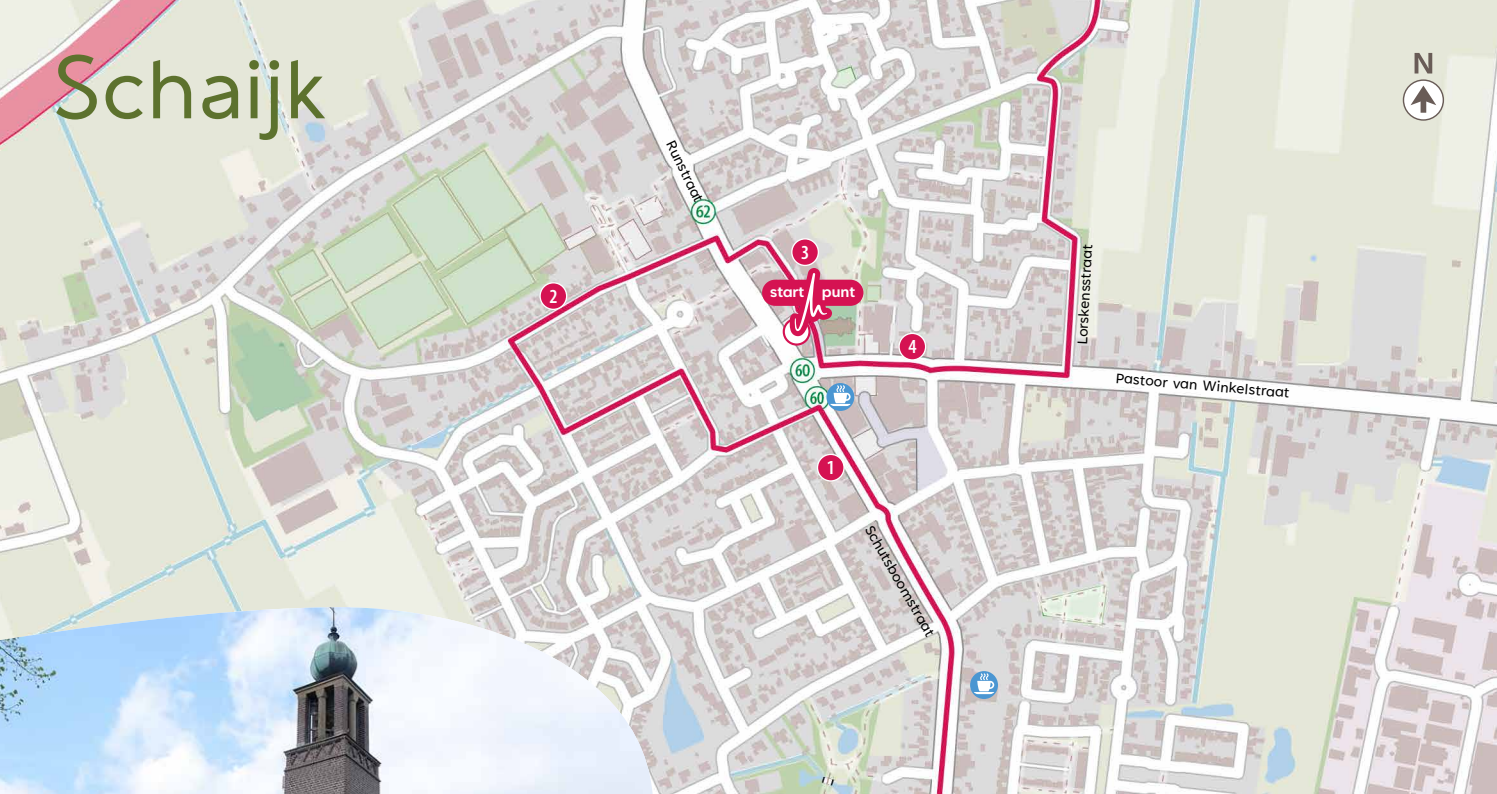 Schaijk
N
Runstraat
62
3
start punt
2
Lorskensstraat
4
60
Pastoor van Winkelstraat
60
1
Schutsboomstraat